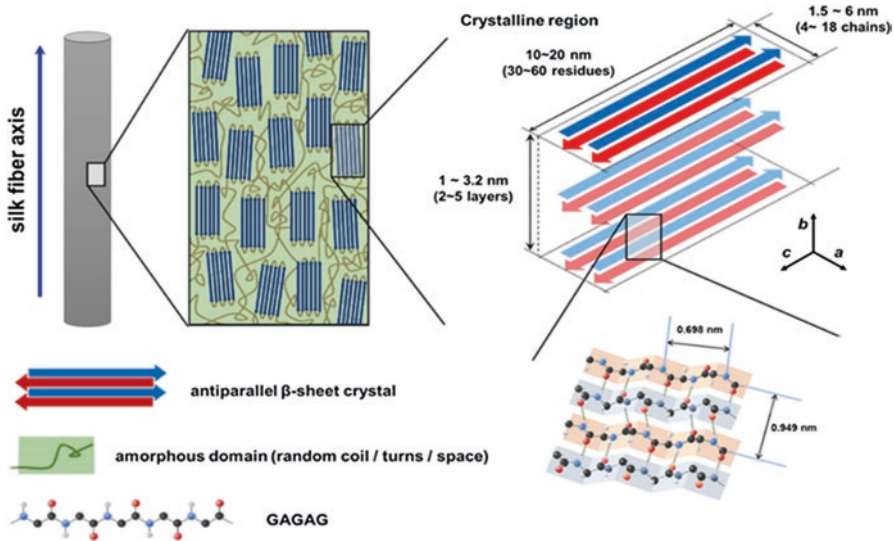 silk fiber axis
Crystalline region
10~20 nm
(30~60 residues)
1.5 ~ 6 nm
(4~ 18 chains)
1 ~ 3.2 nm
(2~5 layers)
b
c
a
0.698 nm
0.949 nm
antiparallel β-sheet crystal
amorphous domain (random coil / turns / space)
GAGAG